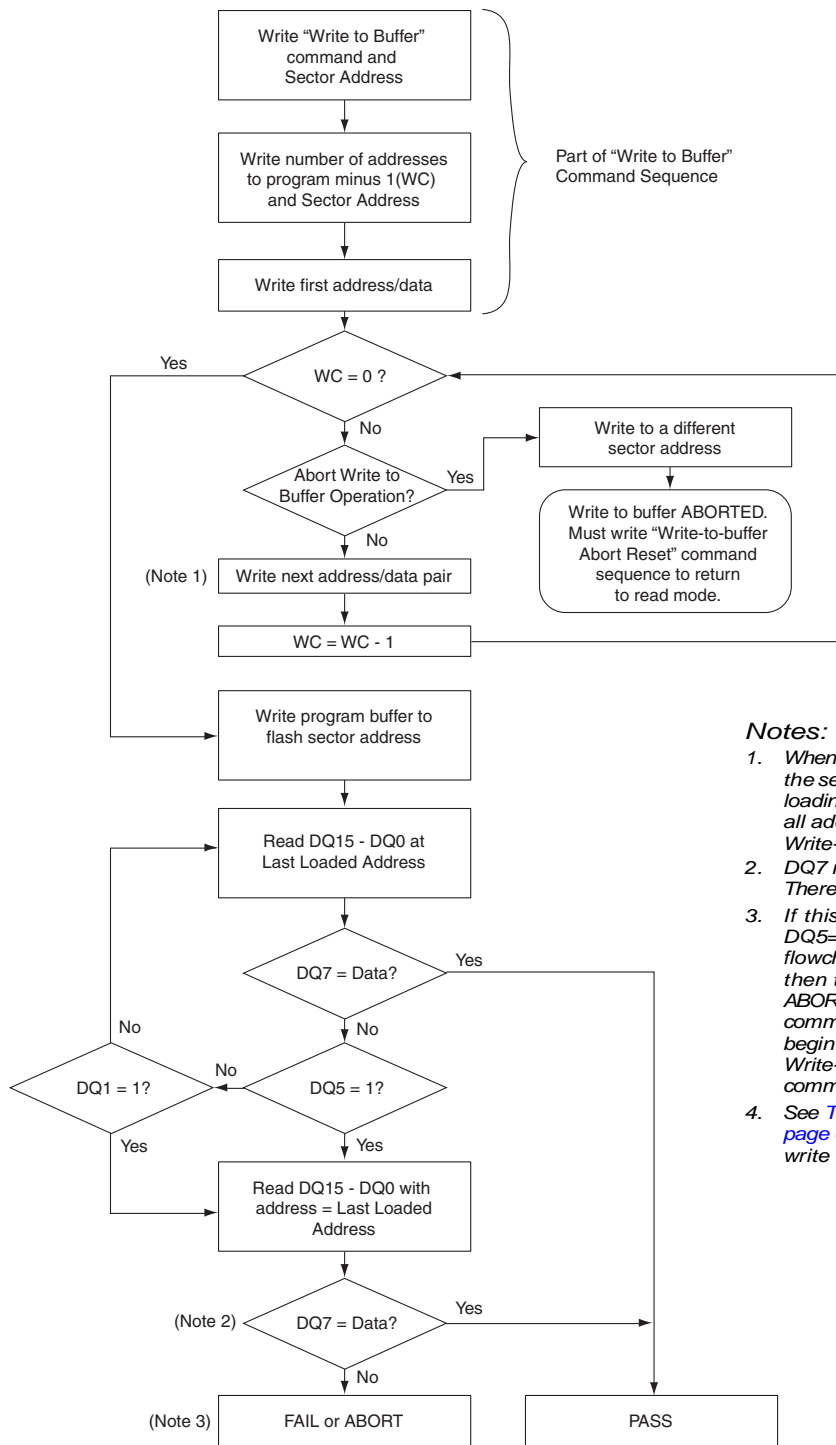 Write “Write to Buffer”
command and
Sector Address
Write number of addresses
to program minus 1(WC)
and Sector Address
Part of “Write to Buffer”
Command Sequence
Write first address/data
Yes
WC = 0 ?
No
Write to a different
sector address
Abort Write to
Buffer Operation?
Yes
No
Write to buffer ABORTED.
Must write “Write-to-buffer
Abort Reset” command
sequence to return
to read mode.
(Note 1)
Write next address/data pair
WC = WC - 1
Write program buffer to
flash sector address
Notes:
1. When
the se
loadin
all add
Write-
2. DQ7 
There
3. If this
DQ5=
flowch
then t
ABOR
comm
begin
Write-
comm
4. See T
page
write
Read DQ15 - DQ0 at
Last Loaded Address
DQ7 = Data?
Yes
No
No
DQ1 = 1?
No
DQ5 = 1?
Yes
Yes
Read DQ15 - DQ0 with
address = Last Loaded
Address
(Note 2)
DQ7 = Data?
Yes
No
(Note 3)
FAIL or ABORT
PASS